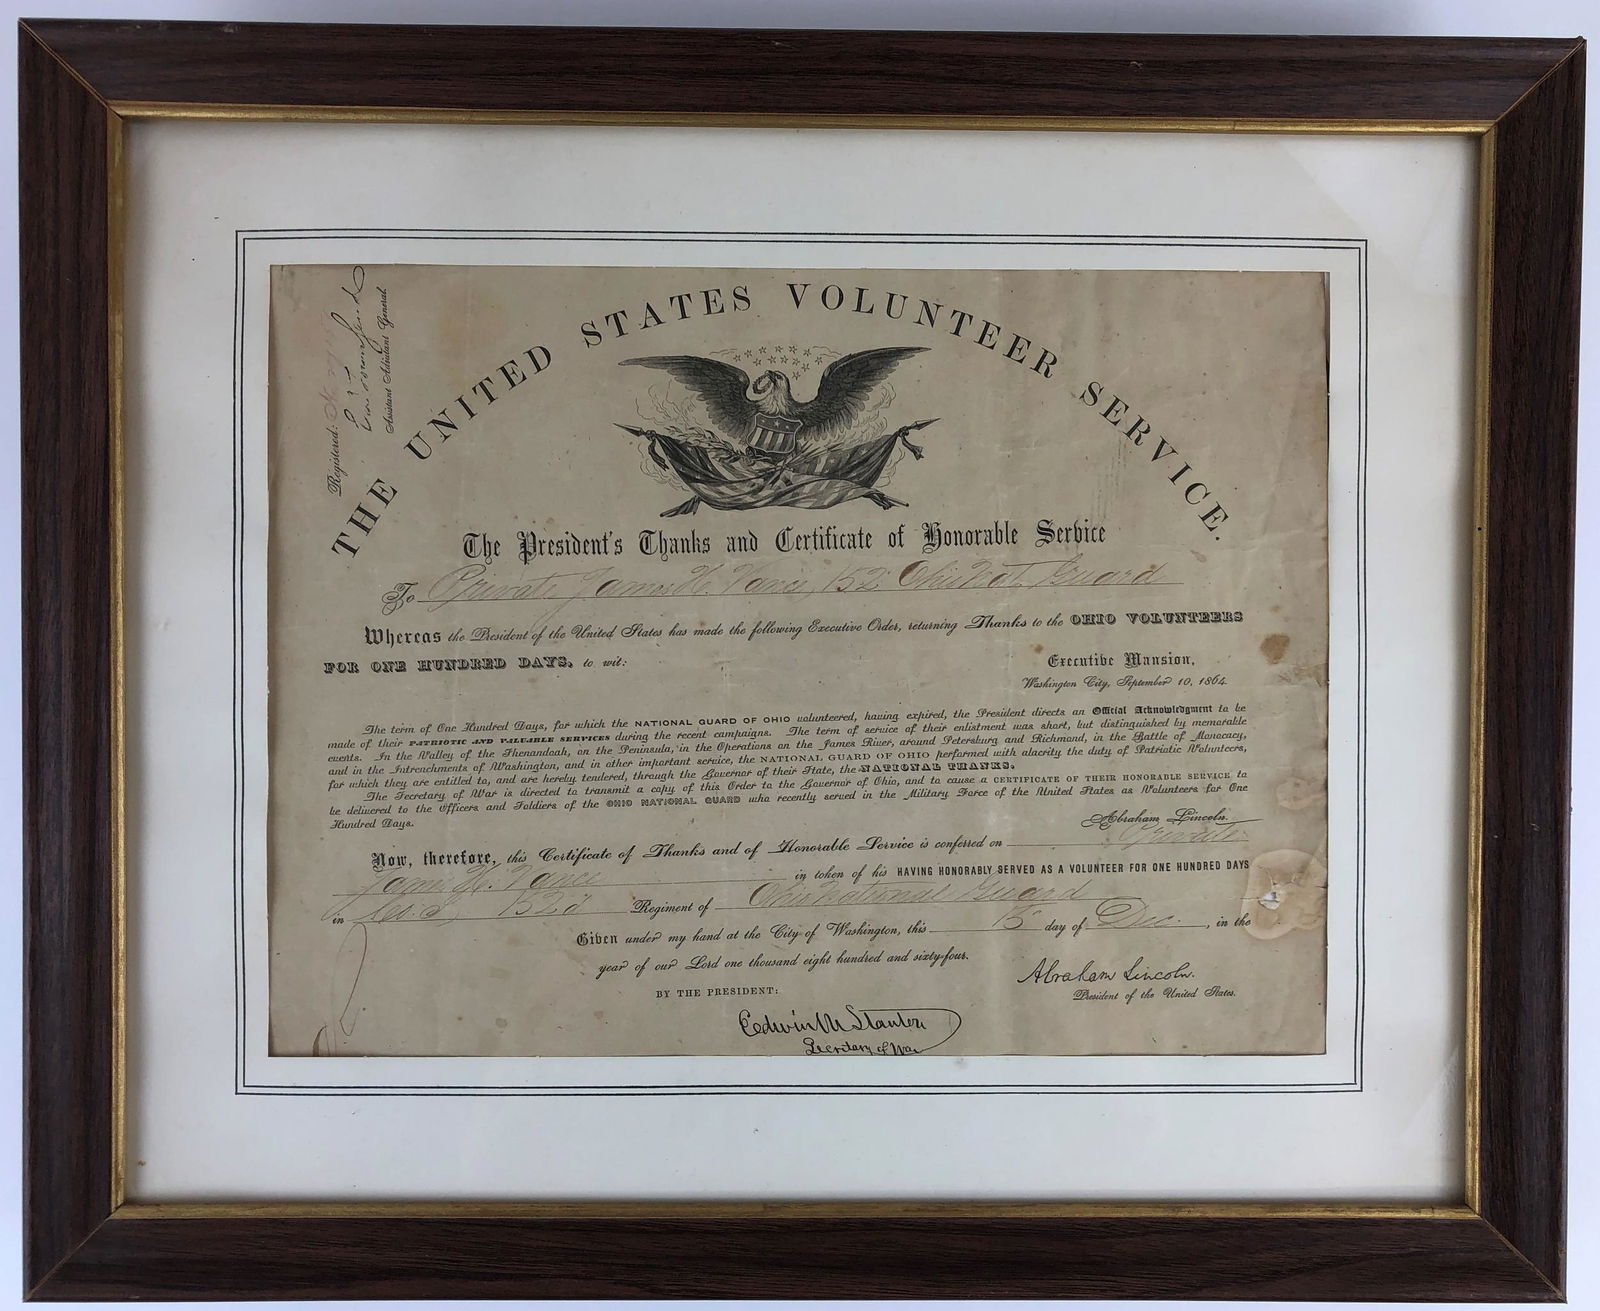 THE UNITED STATES VOLUNTEER SERVICE.
Registered:
Assistant Adjutant General.
The President's Thanks and Certificate of Honorable Service
To Private James H. Vance, 152d Ohio Nat. Guard
Whereas the President of the United States has made the following Executive Order, returning Thanks to the OHIO VOLUNTEERS
FOR ONE HUNDRED DAYS, to wit:
Executive Mansion,
Washington City, September 10, 1864.
The term of One Hundred Days, for which the NATIONAL GUARD OF OHIO volunteered, having expired, the President directs an Official Acknowledgment to be
made of their PATRIOTIC AND VALUABLE SERVICES during the recent campaigns. The term of service of their enlistment was short, but distinguished by memorable
events. In the Valley of the Shenandoah, on the Peninsula, in the Operations on the James River, around Petersburg and Richmond, in the Battle of Monocacy,
and in the Intrenchments of Washington, and in other important service, the NATIONAL GUARD OF OHIO performed with alacrity the duty of Patriotic Volunteers,
for which they are entitled to, and are hereby tendered, through the Governor of their State, the NATIONAL THANKS.
The Secretary of War is directed to transmit a copy of this Order to the Governor of Ohio, and to cause a CERTIFICATE OF THEIR HONORABLE SERVICE to
be delivered to the Officers and Soldiers of the OHIO NATIONAL GUARD who recently served in the Military Force of the United States as Volunteers for One
Hundred Days.
Abraham Lincoln.
Now, therefore, this Certificate of Thanks and of Honorable Service is conferred on Private
James H. Vance in token of his HAVING HONORABLY SERVED AS A VOLUNTEER FOR ONE HUNDRED DAYS
in Co. I, 152d Regiment of Ohio National Guard
Given under my hand at the City of Washington, this 15 day of Dec. , in the
year of our Lord one thousand eight hundred and sixty-four.
Abraham Lincoln.
President of the United States.
BY THE PRESIDENT:
Edwin M Stanton
Secretary of War